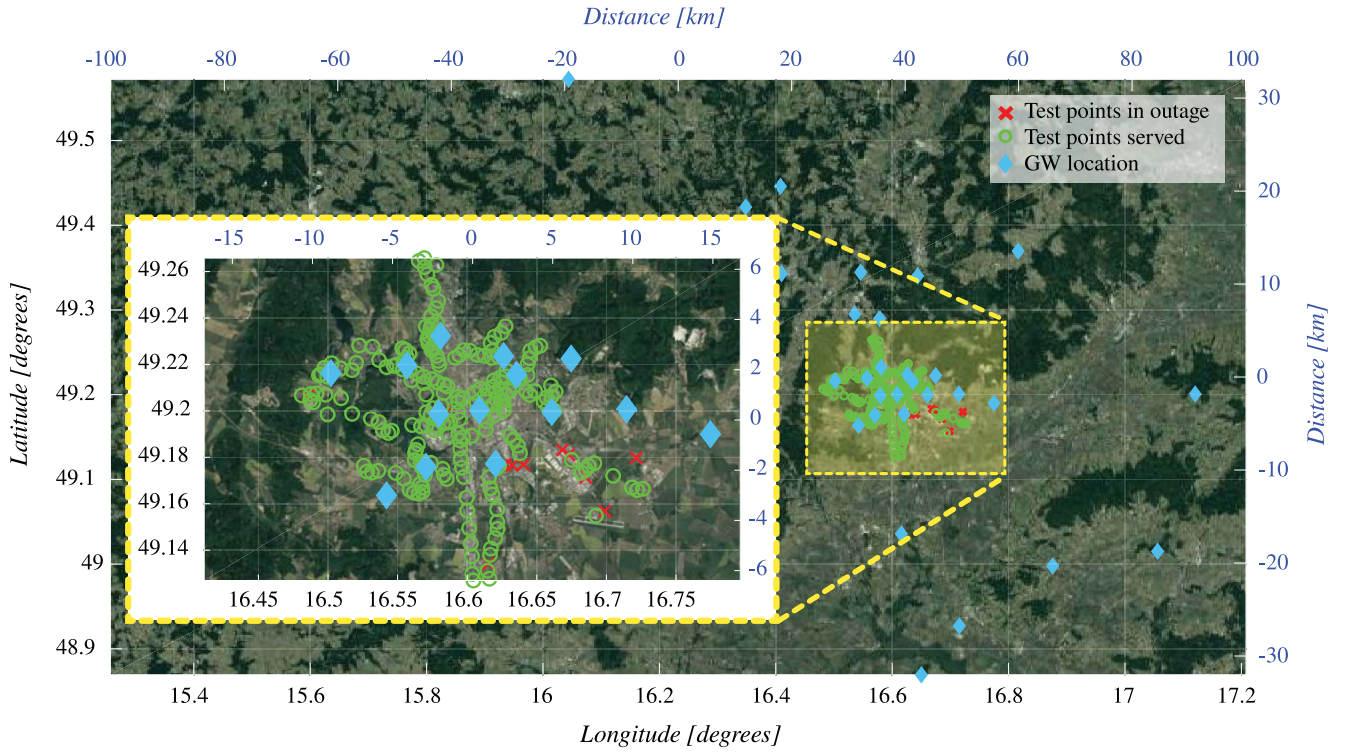 Distance [km]
-100 -80 -60 -40 -20 0 20 40 60 80 100
Test points in outage
Test points served
GW location
49.5
49.4
49.3
49.2
49.1
49
48.9
Latitude [degrees]
30
20
10
0
-10
-20
-30
Distance [km]
-15 -10 -5 0 5 10 15
49.26
49.24
49.22
49.2
49.18
49.16
49.14
6
4
2
0
-2
-4
-6
16.45 16.5 16.55 16.6 16.65 16.7 16.75
15.4 15.6 15.8 16 16.2 16.4 16.6 16.8 17 17.2
Longitude [degrees]